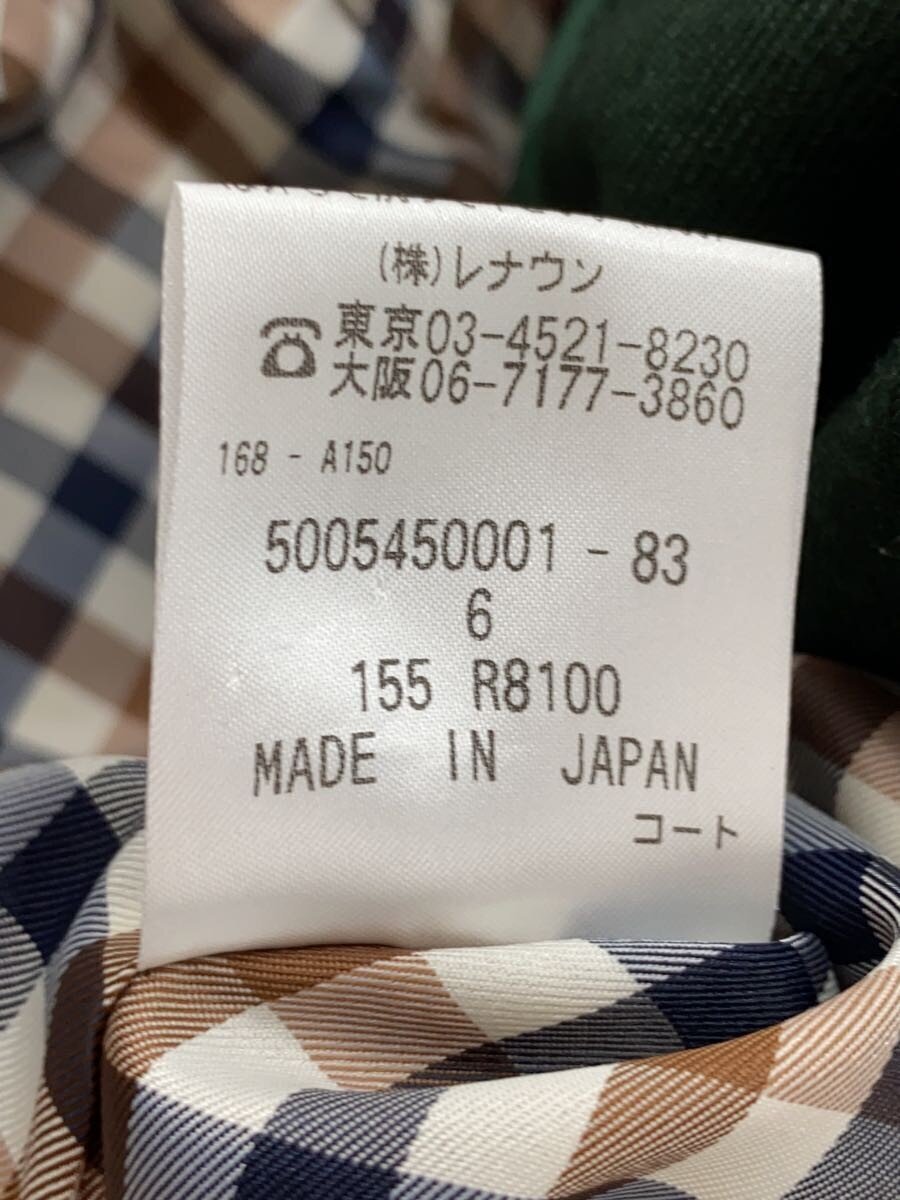 (株)レナウン
☎東京03-4521-8230
大阪06-7177-3860
168 - A150
5005450001 - 83
6
155 R8100
MADE IN JAPAN
コート